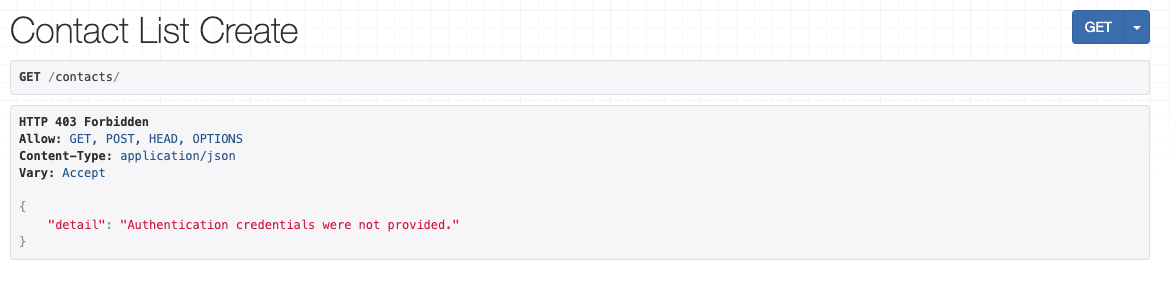 Contact List Create
GET
GET /contacts/
HTTP 403 Forbidden
Allow: GET, POST, HEAD, OPTIONS
Content-Type: application/json
Vary: Accept
{
    "detail": "Authentication credentials were not provided."
}